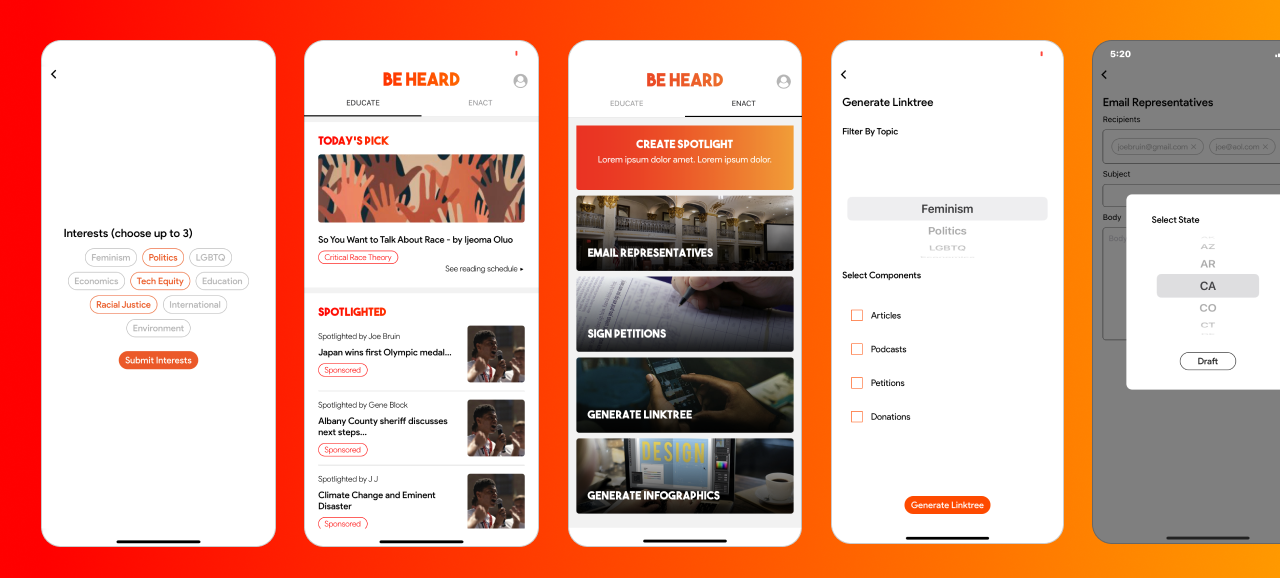 Interests (choose up to 3)
Feminism Politics LGBTQ
Economics Tech Equity Education
Racial Justice International
Environment
Submit Interests
BE HEARD
EDUCATE ENACT
TODAY'S PICK
So You Want to Talk About Race - by Ijeoma Oluo
Critical Race Theory
See reading schedule ▸
SPOTLIGHTED
Spotlighted by Joe Bruin
Japan wins first Olympic medal...
Sponsored
Spotlighted by Gene Block
Albany County sheriff discusses
next steps...
Sponsored
Spotlighted by J J
Climate Change and Eminent
Disaster
Sponsored
BE HEARD
EDUCATE ENACT
CREATE SPOTLIGHT
Lorem ipsum dolor amet. Lorem ipsum dolor.
EMAIL REPRESENTATIVES
SIGN PETITIONS
GENERATE LINKTREE
DESIGN
GENERATE INFOGRAPHICS
Generate Linktree
Filter By Topic
Feminism
Politics
LGBTQ
Select Components
Articles
Podcasts
Petitions
Donations
Generate Linktree
5:20
Email Representatives
Recipients
joebruin@gmail.com × joe@aol.com ×
Subject
Body
Body
Select State
AZ
AR
CA
CO
CT
Draft